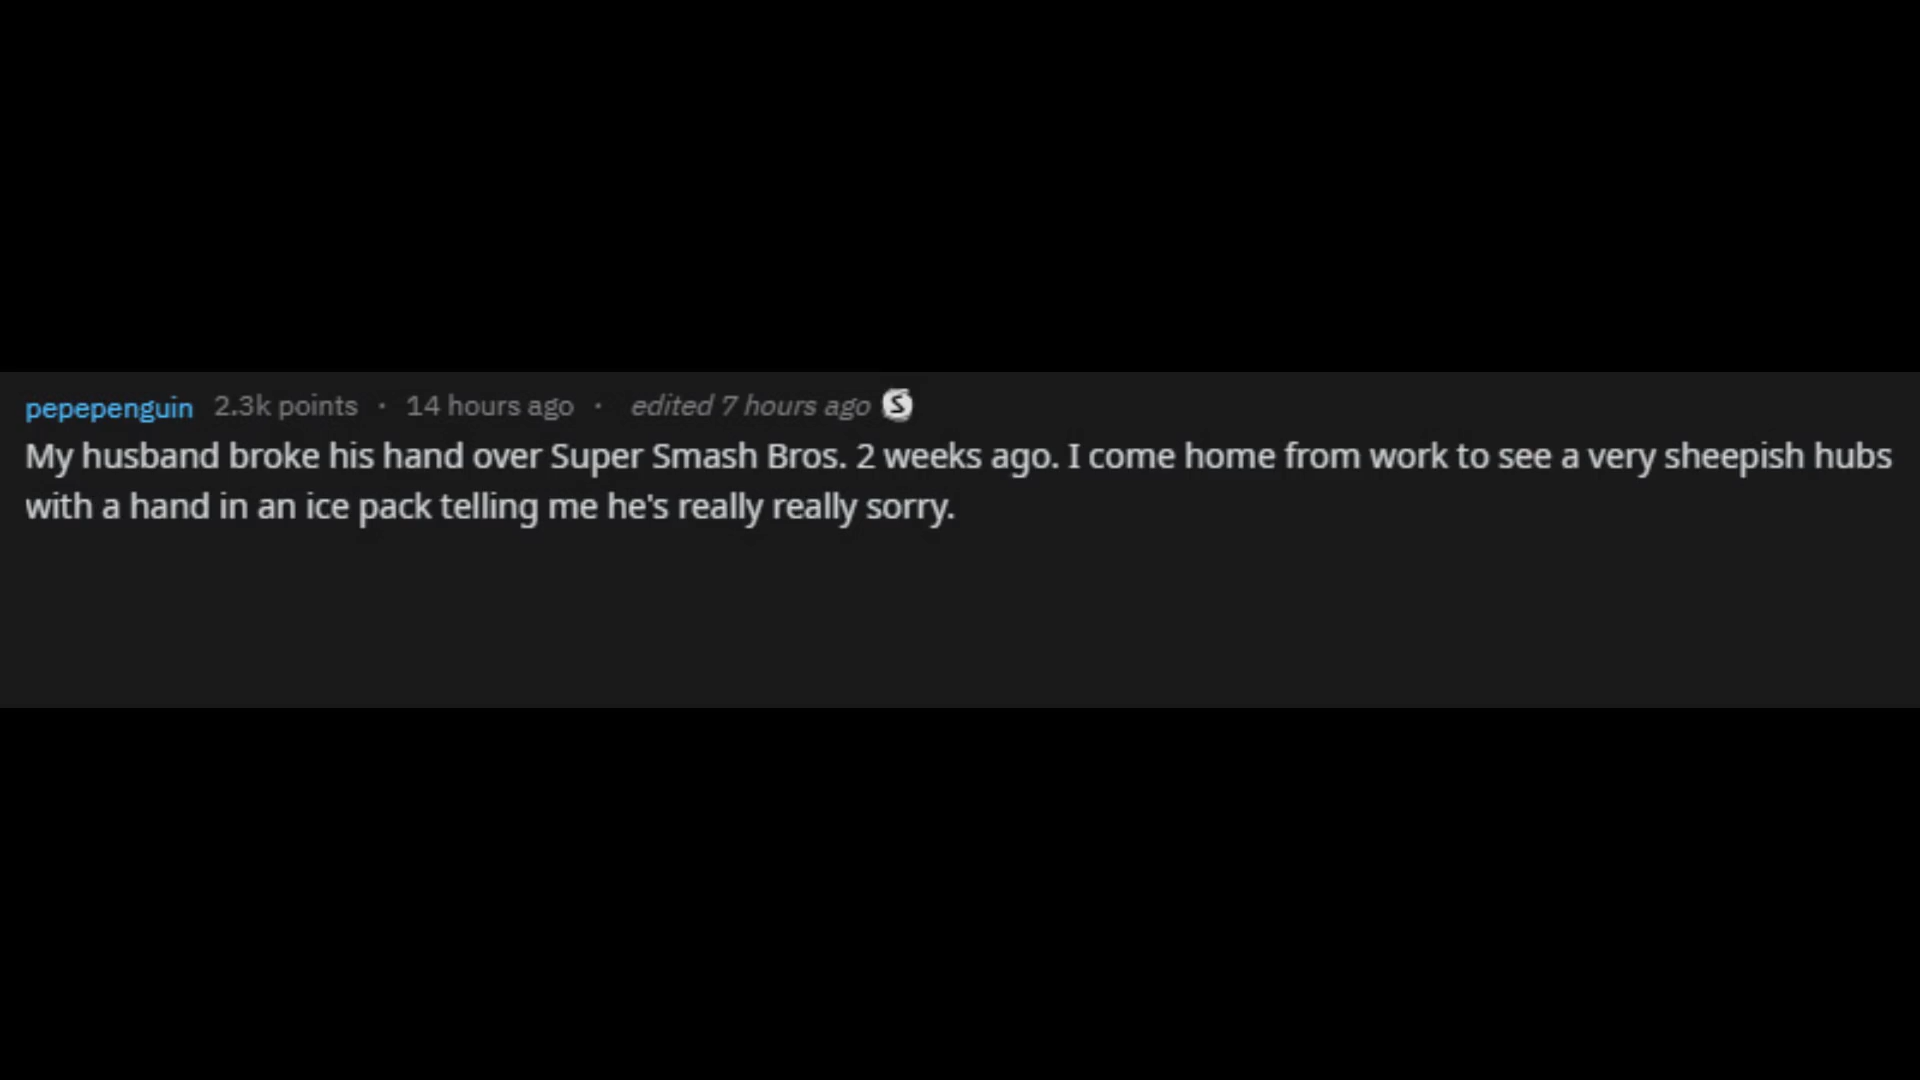 pepepenguin 2.3k points · 14 hours ago · edited 7 hours ago S
My husband broke his hand over Super Smash Bros. 2 weeks ago. I come home from work to see a very sheepish hubs
with a hand in an ice pack telling me he's really really sorry.